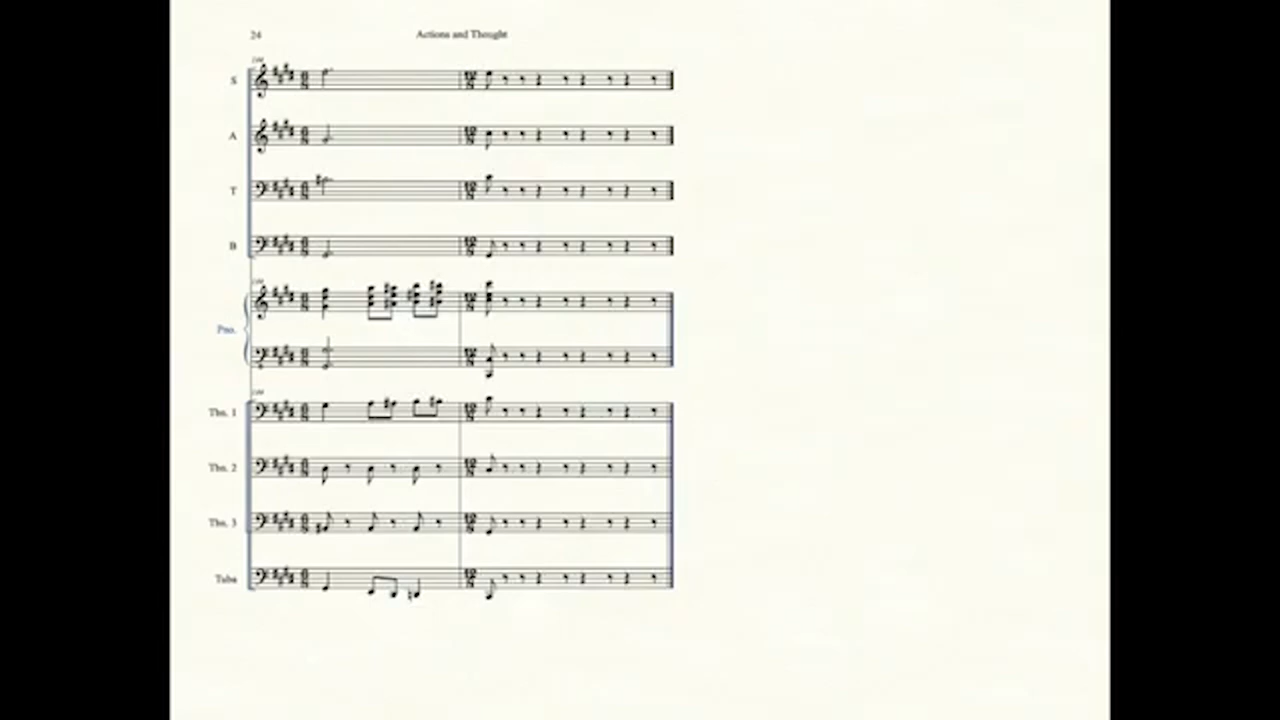 24
Actions and Thought
S
A
T
B
Pno.
Tbn. 1
Tbn. 2
Tbn. 3
Tuba